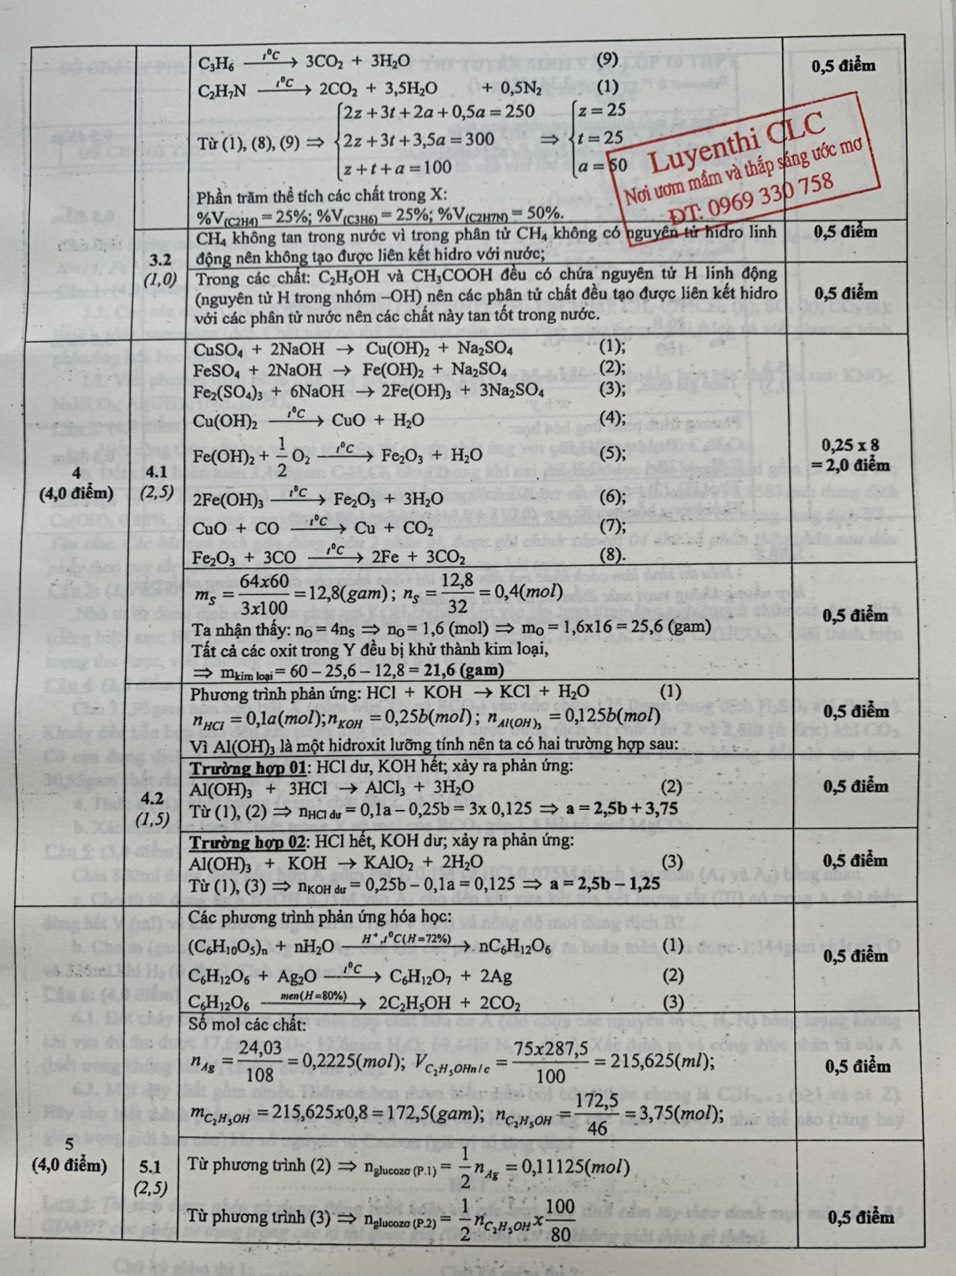 C₃H₆ —t⁰C→ 3CO₂ + 3H₂O (9)
0,5 điểm
C₂H₇N —t⁰C→ 2CO₂ + 3,5H₂O + 0,5N₂ (1)
Từ (1), (8), (9) ⇒ { 2z + 3t + 2a + 0,5a = 250 ; 2z + 3t + 3,5a = 300 ; z + t + a = 100 ⇒ { z = 25 ; t = 25 ; a = 50
Luyenthi CLC
Nơi ươm mầm và thắp sáng ước mơ
ĐT: 0969 330 758
Phần trăm thể tích các chất trong X:
%V(C2H4) = 25%; %V(C3H6) = 25%; %V(C2H7N) = 50%.
3.2
(1,0)
CH₄ không tan trong nước vì trong phân tử CH₄ không có nguyên tử hidro linh
động nên không tạo được liên kết hidro với nước;
0,5 điểm
Trong các chất: C₂H₅OH và CH₃COOH đều có chứa nguyên tử H linh động
(nguyên tử H trong nhóm –OH) nên các phân tử chất đều tạo được liên kết hidro
với các phân tử nước nên các chất này tan tốt trong nước.
0,5 điểm
4
(4,0 điểm)
4.1
(2,5)
CuSO₄ + 2NaOH → Cu(OH)₂ + Na₂SO₄ (1);
FeSO₄ + 2NaOH → Fe(OH)₂ + Na₂SO₄ (2);
Fe₂(SO₄)₃ + 6NaOH → 2Fe(OH)₃ + 3Na₂SO₄ (3);
Cu(OH)₂ —t⁰C→ CuO + H₂O (4);
Fe(OH)₂ + 1/2 O₂ —t⁰C→ Fe₂O₃ + H₂O (5);
2Fe(OH)₃ —t⁰C→ Fe₂O₃ + 3H₂O (6);
CuO + CO —t⁰C→ Cu + CO₂ (7);
Fe₂O₃ + 3CO —t⁰C→ 2Fe + 3CO₂ (8).
0,25 x 8
= 2,0 điểm
m_S = 64x60/3x100 = 12,8(gam) ; n_S = 12,8/32 = 0,4(mol)
Ta nhận thấy: n_O = 4n_S ⇒ n_O = 1,6 (mol) ⇒ m_O = 1,6x16 = 25,6 (gam)
Tất cả các oxit trong Y đều bị khử thành kim loại,
⇒ m_kim loại = 60 – 25,6 – 12,8 = 21,6 (gam)
0,5 điểm
4.2
(1,5)
Phương trình phản ứng: HCl + KOH → KCl + H₂O (1)
n_HCl = 0,1a(mol); n_KOH = 0,25b(mol) ; n_Al(OH)₃ = 0,125b(mol)
Vì Al(OH)₃ là một hidroxit lưỡng tính nên ta có hai trường hợp sau:
0,5 điểm
Trường hợp 01: HCl dư, KOH hết; xảy ra phản ứng:
Al(OH)₃ + 3HCl → AlCl₃ + 3H₂O (2)
Từ (1), (2) ⇒ n_HCl dư = 0,1a – 0,25b = 3x 0,125 ⇒ a = 2,5b + 3,75
0,5 điểm
Trường hợp 02: HCl hết, KOH dư; xảy ra phản ứng:
Al(OH)₃ + KOH → KAlO₂ + 2H₂O (3)
Từ (1), (3) ⇒ n_KOH dư = 0,25b – 0,1a = 0,125 ⇒ a = 2,5b – 1,25
0,5 điểm
5
(4,0 điểm)
5.1
(2,5)
Các phương trình phản ứng hóa học:
(C₆H₁₀O₅)ₙ + nH₂O —H⁺,t⁰C(H=72%)→ nC₆H₁₂O₆ (1)
C₆H₁₂O₆ + Ag₂O —t⁰C→ C₆H₁₂O₇ + 2Ag (2)
C₆H₁₂O₆ —men(H=80%)→ 2C₂H₅OH + 2CO₂ (3)
0,5 điểm
Số mol các chất:
n_Ag = 24,03/108 = 0,2225(mol); V_C₂H₅OHn/c = 75x287,5/100 = 215,625(ml);
m_C₂H₅OH = 215,625x0,8 = 172,5(gam); n_C₂H₅OH = 172,5/46 = 3,75(mol);
0,5 điểm
Từ phương trình (2) ⇒ n_glucozơ (P.1) = 1/2 n_Ag = 0,11125(mol)
Từ phương trình (3) ⇒ n_glucozơ (P.2) = 1/2 n_C₂H₅OH x 100/80
0,5 điểm